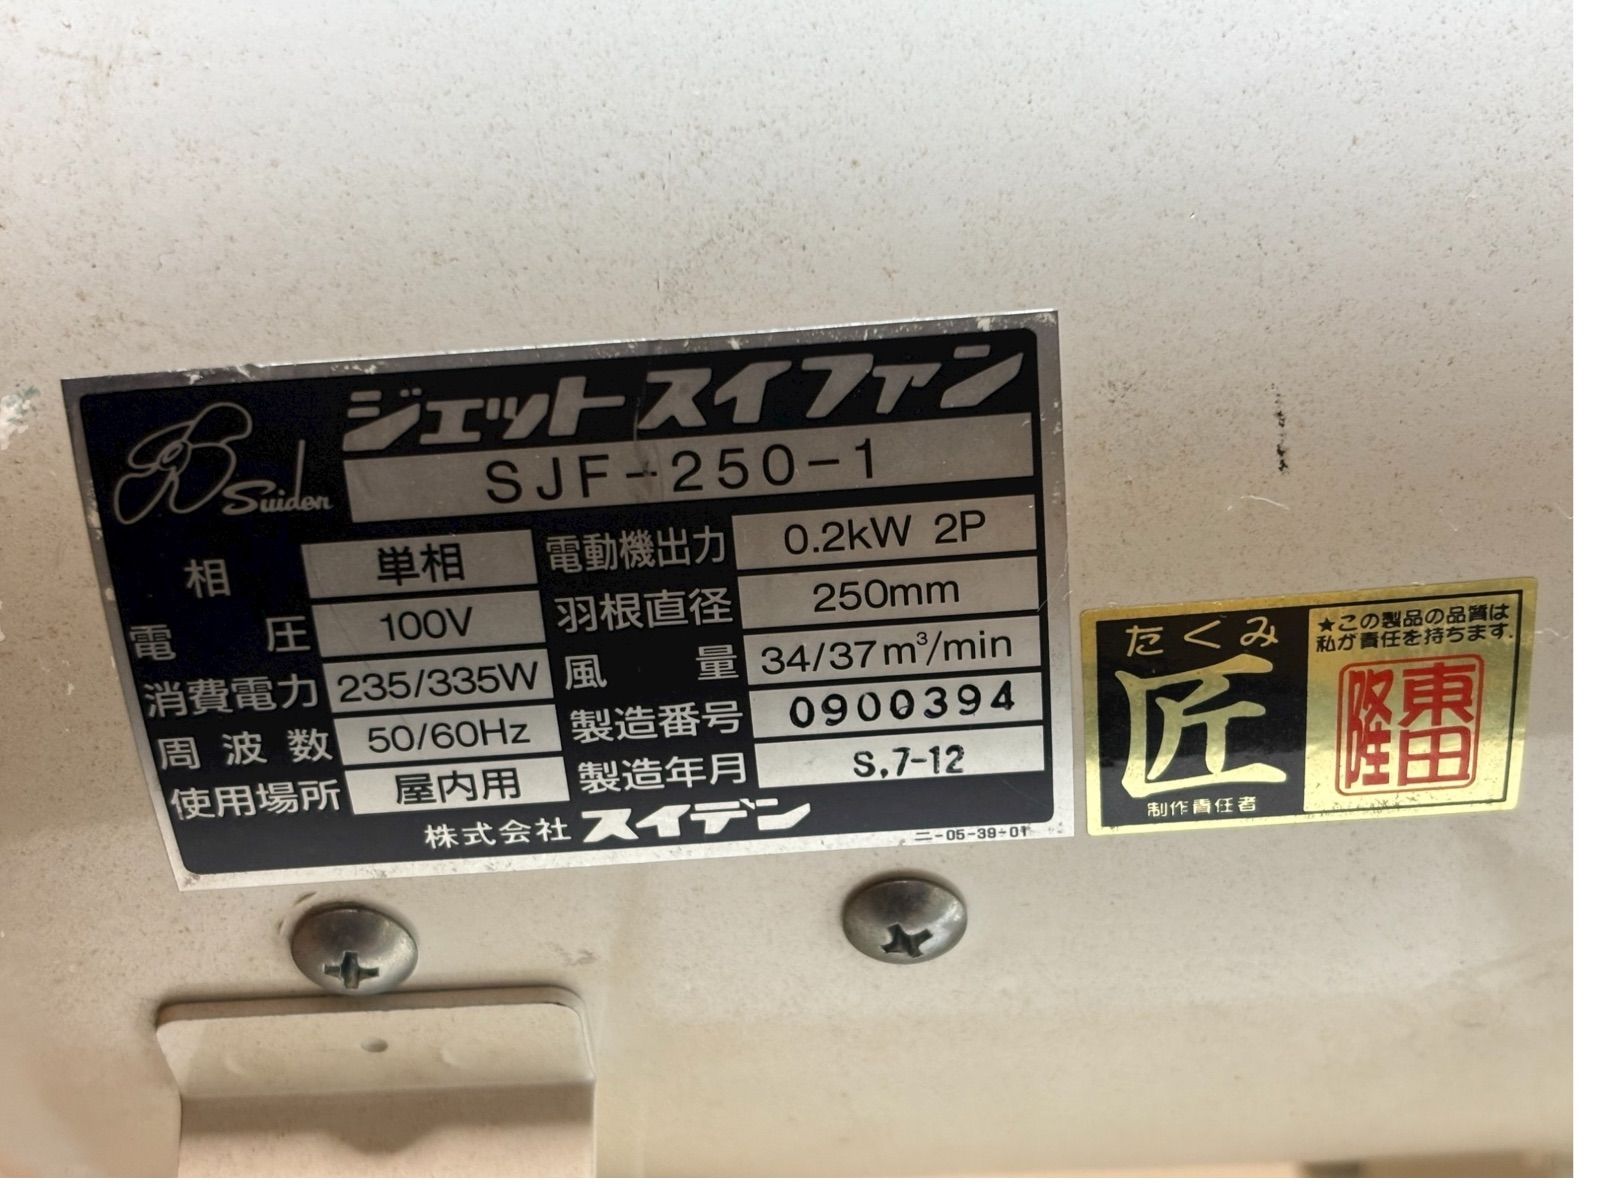 ジェットスイファン
Suiden
SJF-250-1
相 単相
電圧 100V
消費電力 235/335W
周波数 50/60Hz
使用場所 屋内用
電動機出力 0.2kW 2P
羽根直径 250mm
風量 34/37m³/min
製造番号 0900394
製造年月 S.7-12
株式会社スイデン
ニ-05-39-01
たくみ
匠
制作責任者
★この製品の品質は
私が責任を持ちます.
東田
隆